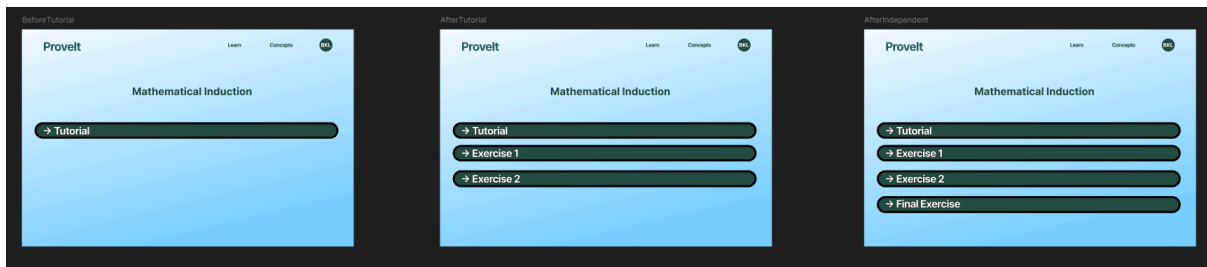 BeforeTutorial
ProveIt Learn Concepts BKL
Mathematical Induction
→ Tutorial
AfterTutorial
ProveIt Learn Concepts BKL
Mathematical Induction
→ Tutorial
→ Exercise 1
→ Exercise 2
AfterIndependent
ProveIt Learn Concepts BKL
Mathematical Induction
→ Tutorial
→ Exercise 1
→ Exercise 2
→ Final Exercise